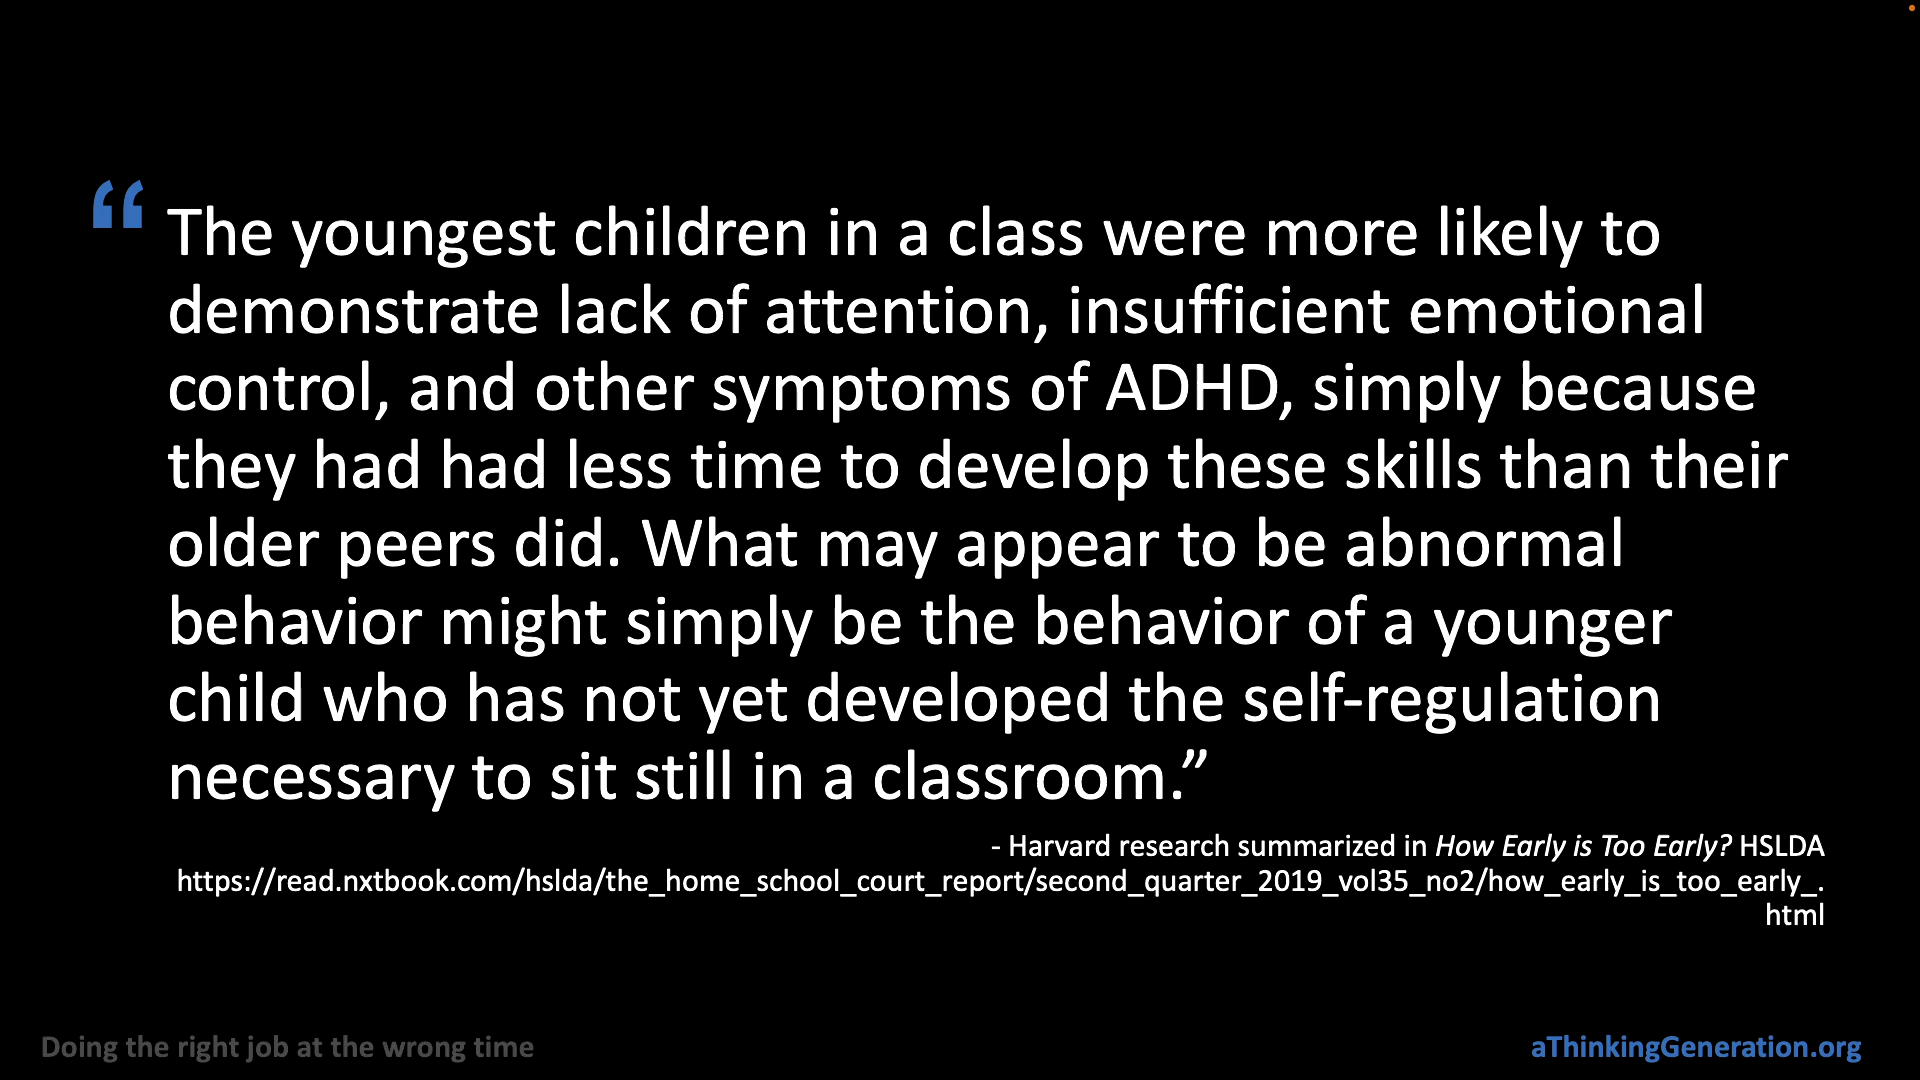 “The youngest children in a class were more likely to
demonstrate lack of attention, insufficient emotional
control, and other symptoms of ADHD, simply because
they had had less time to develop these skills than their
older peers did. What may appear to be abnormal
behavior might simply be the behavior of a younger
child who has not yet developed the self-regulation
necessary to sit still in a classroom.”
- Harvard research summarized in How Early is Too Early? HSLDA
https://read.nxtbook.com/hslda/the_home_school_court_report/second_quarter_2019_vol35_no2/how_early_is_too_early_.
html
Doing the right job at the wrong time
aThinkingGeneration.org